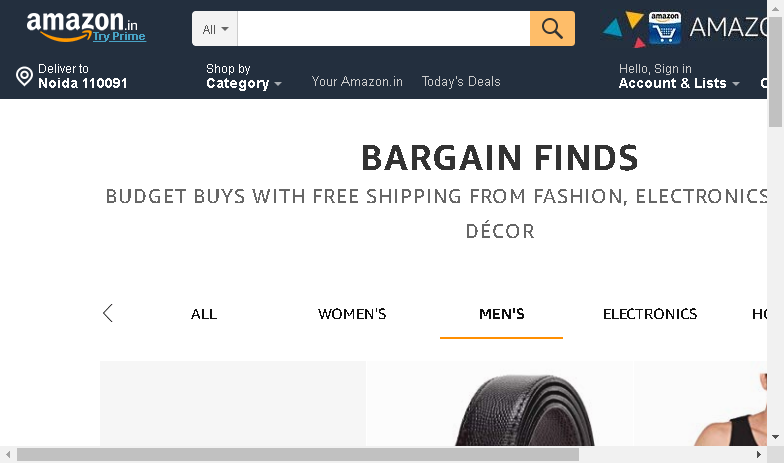 amazon.in
Try Prime
All
amazon
AMAZO
Deliver to
Noida 110091
Shop by
Category
Your Amazon.in
Today's Deals
Hello, Sign in
Account & Lists
BARGAIN FINDS
BUDGET BUYS WITH FREE SHIPPING FROM FASHION, ELECTRONICS
DÉCOR
ALL
WOMEN'S
MEN'S
ELECTRONICS